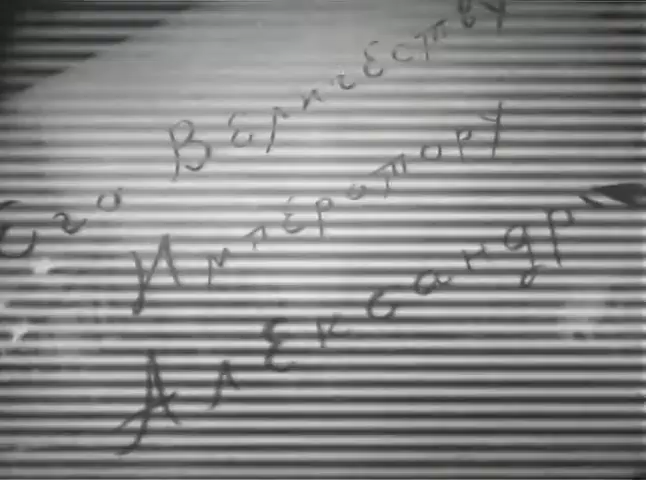 Его Величеству
Императору
Александр